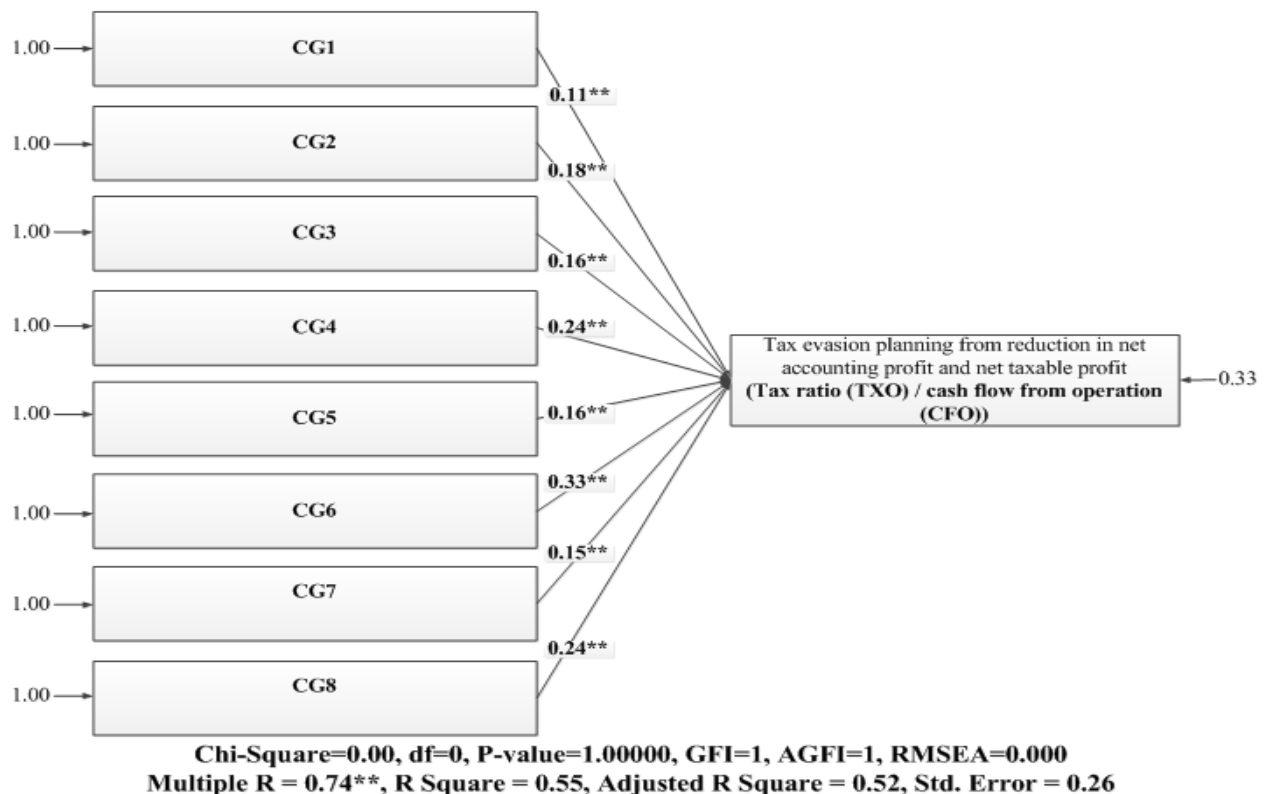 1.00
CG1
0.11**
1.00
CG2
0.18**
1.00
CG3
0.16**
1.00
CG4
0.24**
1.00
CG5
0.16**
1.00
CG6
0.33**
1.00
CG7
0.15**
1.00
CG8
0.24**
Tax evasion planning from reduction in net
accounting profit and net taxable profit
(Tax ratio (TXO) / cash flow from operation
(CFO))
0.33
Chi-Square=0.00, df=0, P-value=1.00000, GFI=1, AGFI=1, RMSEA=0.000
Multiple R = 0.74**, R Square = 0.55, Adjusted R Square = 0.52, Std. Error = 0.26